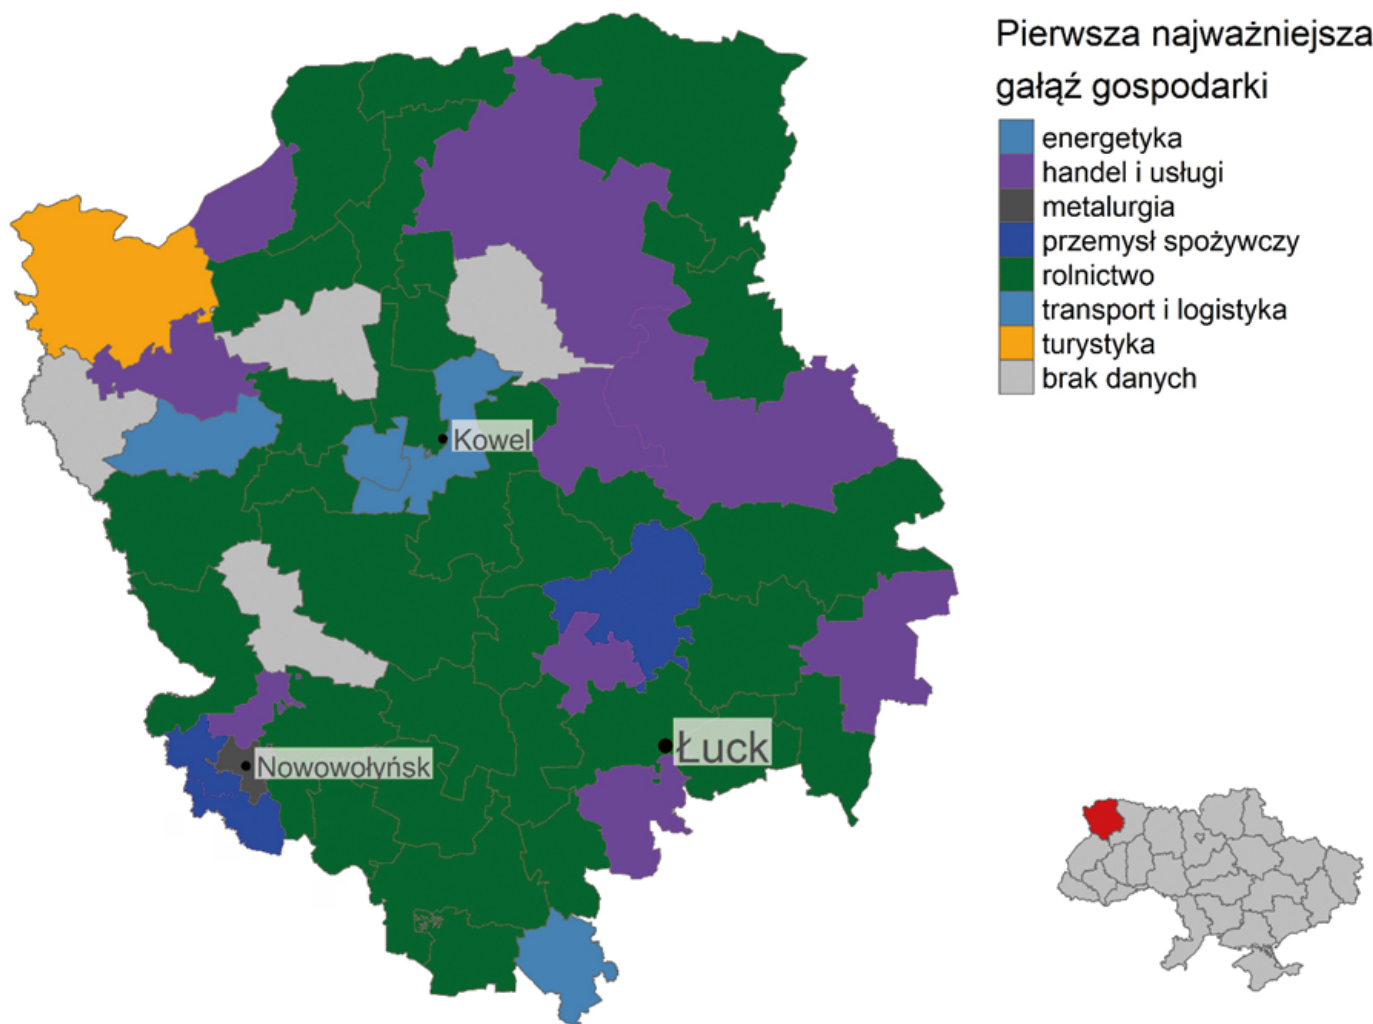 Pierwsza najważniejsza
gałąź gospodarki
energetyka
handel i usługi
metalurgia
przemysł spożywczy
rolnictwo
transport i logistyka
turystyka
brak danych
Kowel
Łuck
Nowowołyńsk